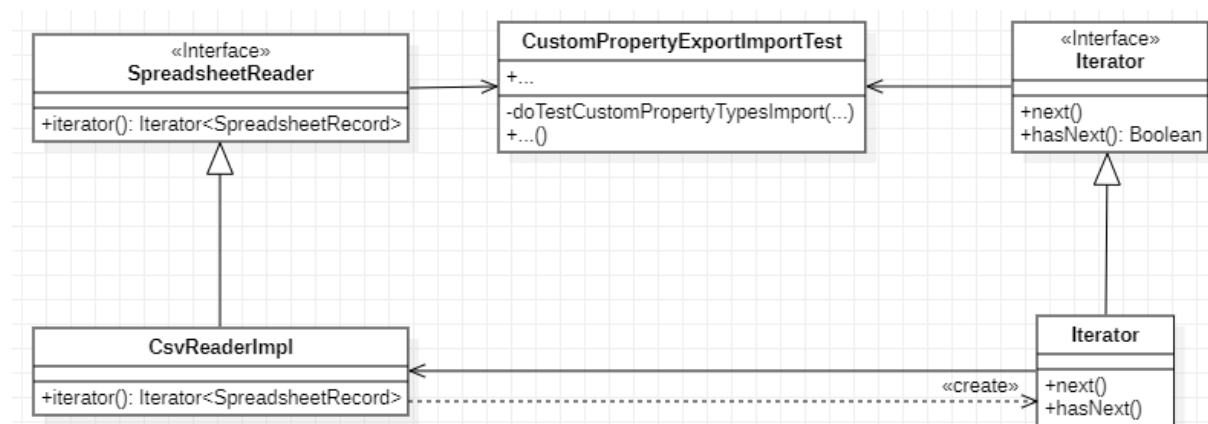 «Interface»
SpreadsheetReader
+iterator(): Iterator<SpreadsheetRecord>
CustomPropertyExportImportTest
+...
-doTestCustomPropertyTypesImport(...)
+...()
«Interface»
Iterator
+next()
+hasNext(): Boolean
CsvReaderImpl
+iterator(): Iterator<SpreadsheetRecord>
«create»
Iterator
+next()
+hasNext()